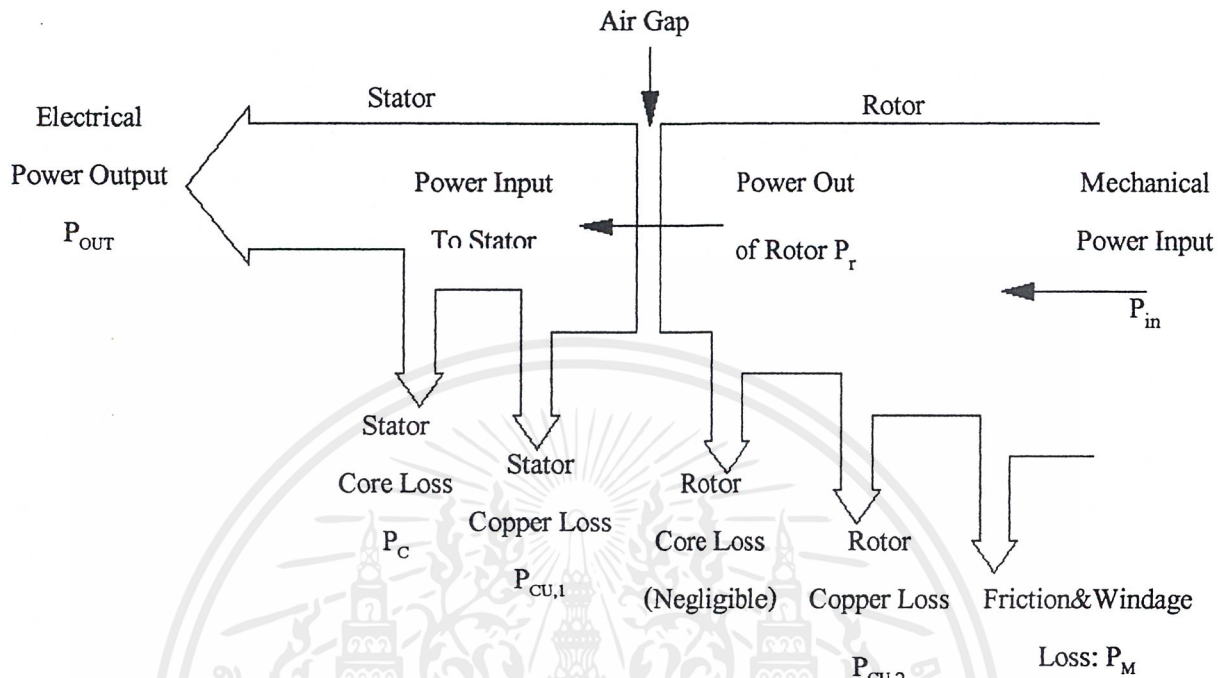 Air Gap
Stator
Rotor
Electrical
Power Output
P_OUT
Power Input
To Stator
Power Out
of Rotor P_r
Mechanical
Power Input
P_in
Stator
Core Loss
P_C
Stator
Copper Loss
P_CU,1
Rotor
Core Loss
(Negligible)
Rotor
Copper Loss
P_CU,2
Friction&Windage
Loss: P_M